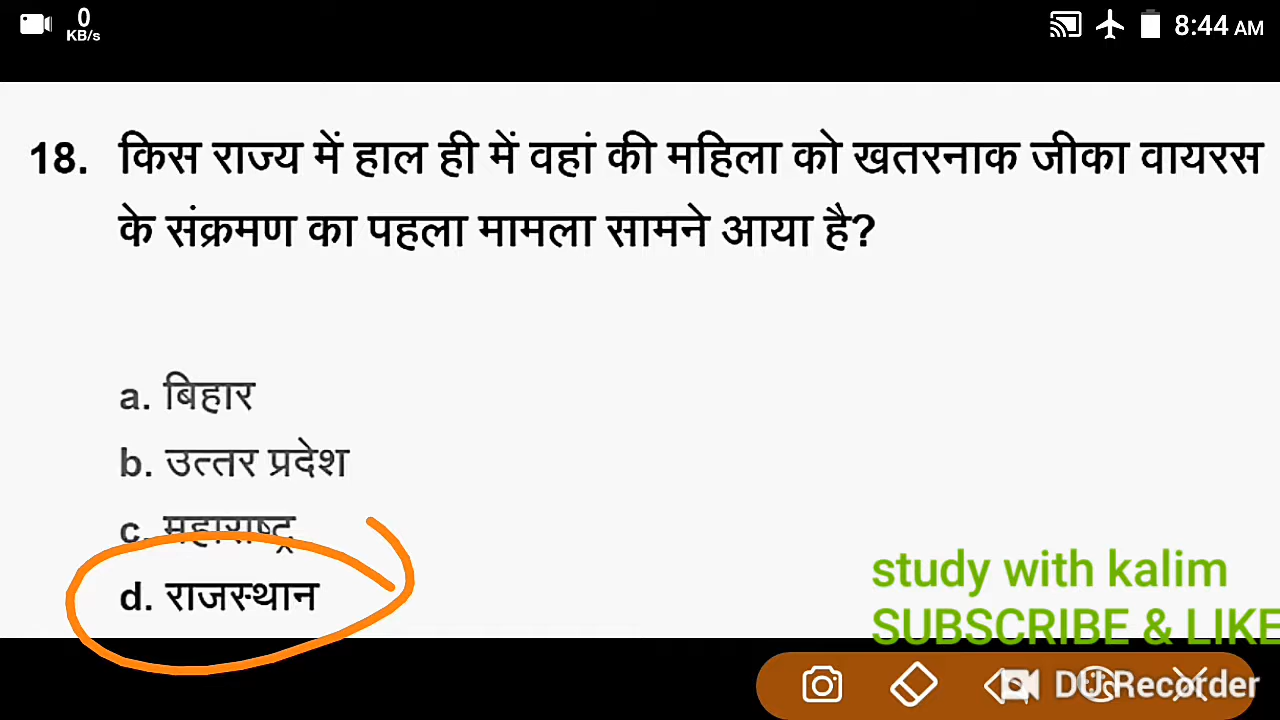 0
KB/s
8:44 AM
18. किस राज्य में हाल ही में वहां की महिला को खतरनाक जीका वायरस
के संक्रमण का पहला मामला सामने आया है?
a. बिहार
b. उत्तर प्रदेश
c. महाराष्ट्र
d. राजस्थान
study with kalim
SUBSCRIBE & LIKE
DU Recorder